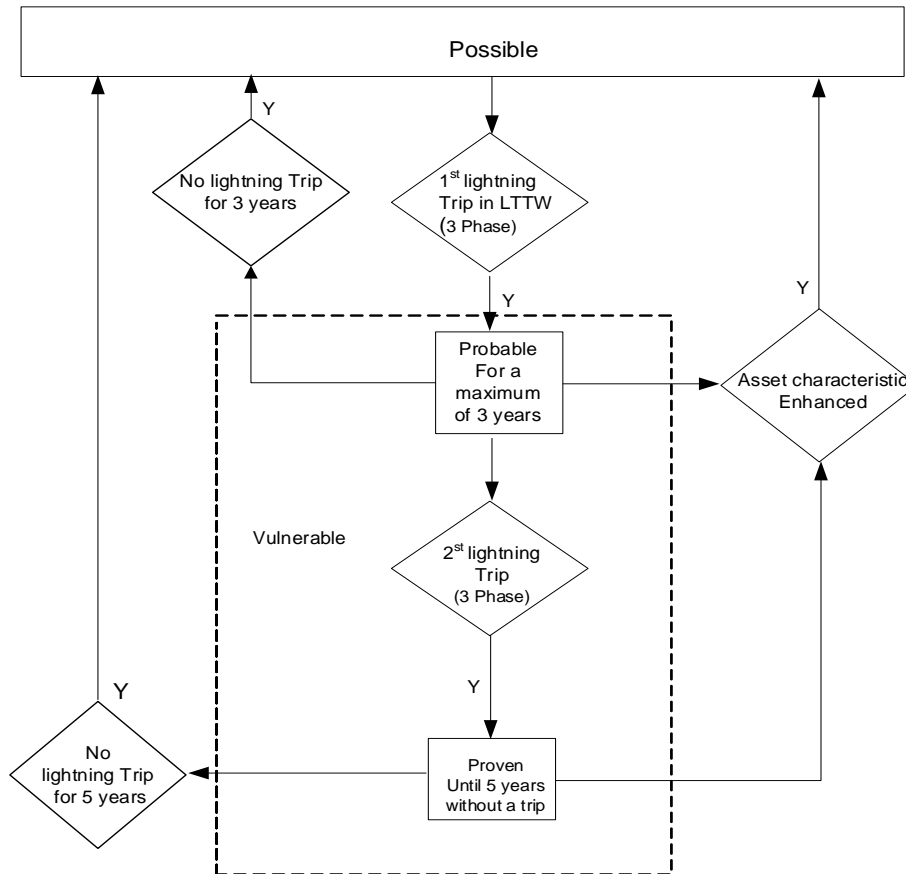 Possible
Y
Y
No lightning Trip
for 3 years
1st lightning
Trip in LTTW
(3 Phase)
Y
Y
Probable
For a
maximum
of 3 years
Asset characteristic
Enhanced
Vulnerable
2st lightning
Trip
(3 Phase)
Y
Y
No
lightning Trip
for 5 years
Proven
Until 5 years
without a trip